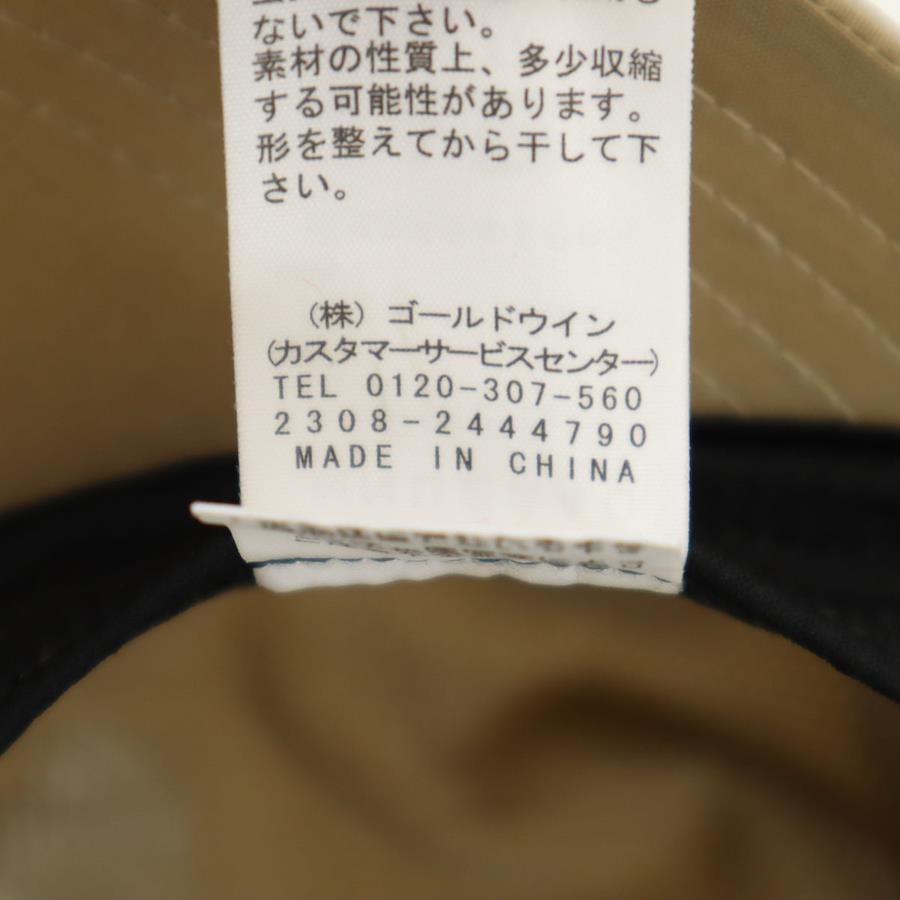 ないで下さい。
素材の性質上、多少収縮
する可能性があります。
形を整えてから干して下
さい。
(株) ゴールドウイン
(カスタマーサービスセンター)
TEL 0120-307-560
2308-2444790
MADE IN CHINA